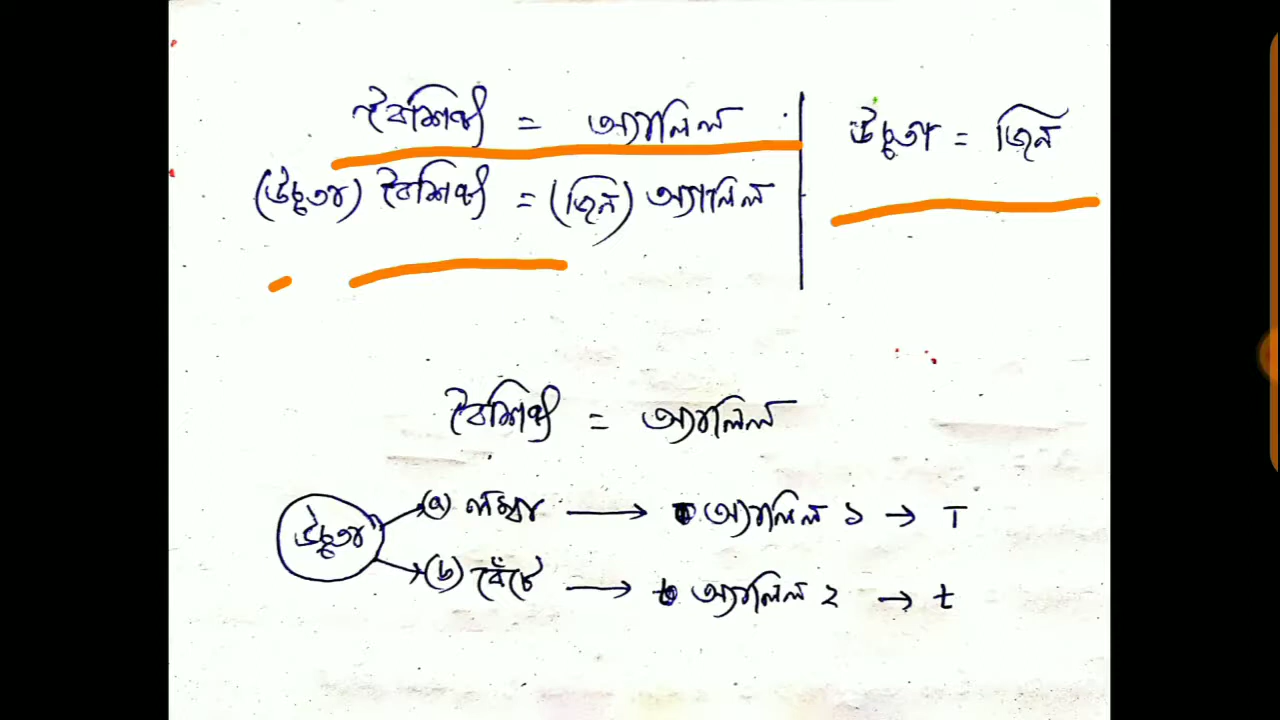 বৈশিষ্ট্য = অ্যালিল
(উচ্চতা) বৈশিষ্ট্য = (জিন) অ্যালিল
উচ্চতা = জিন
বৈশিষ্ট্য = অ্যালিল
উচ্চতা
(a) লম্বা → অ্যালিল ১ → T
(b) বেঁটে → অ্যালিল ২ → t